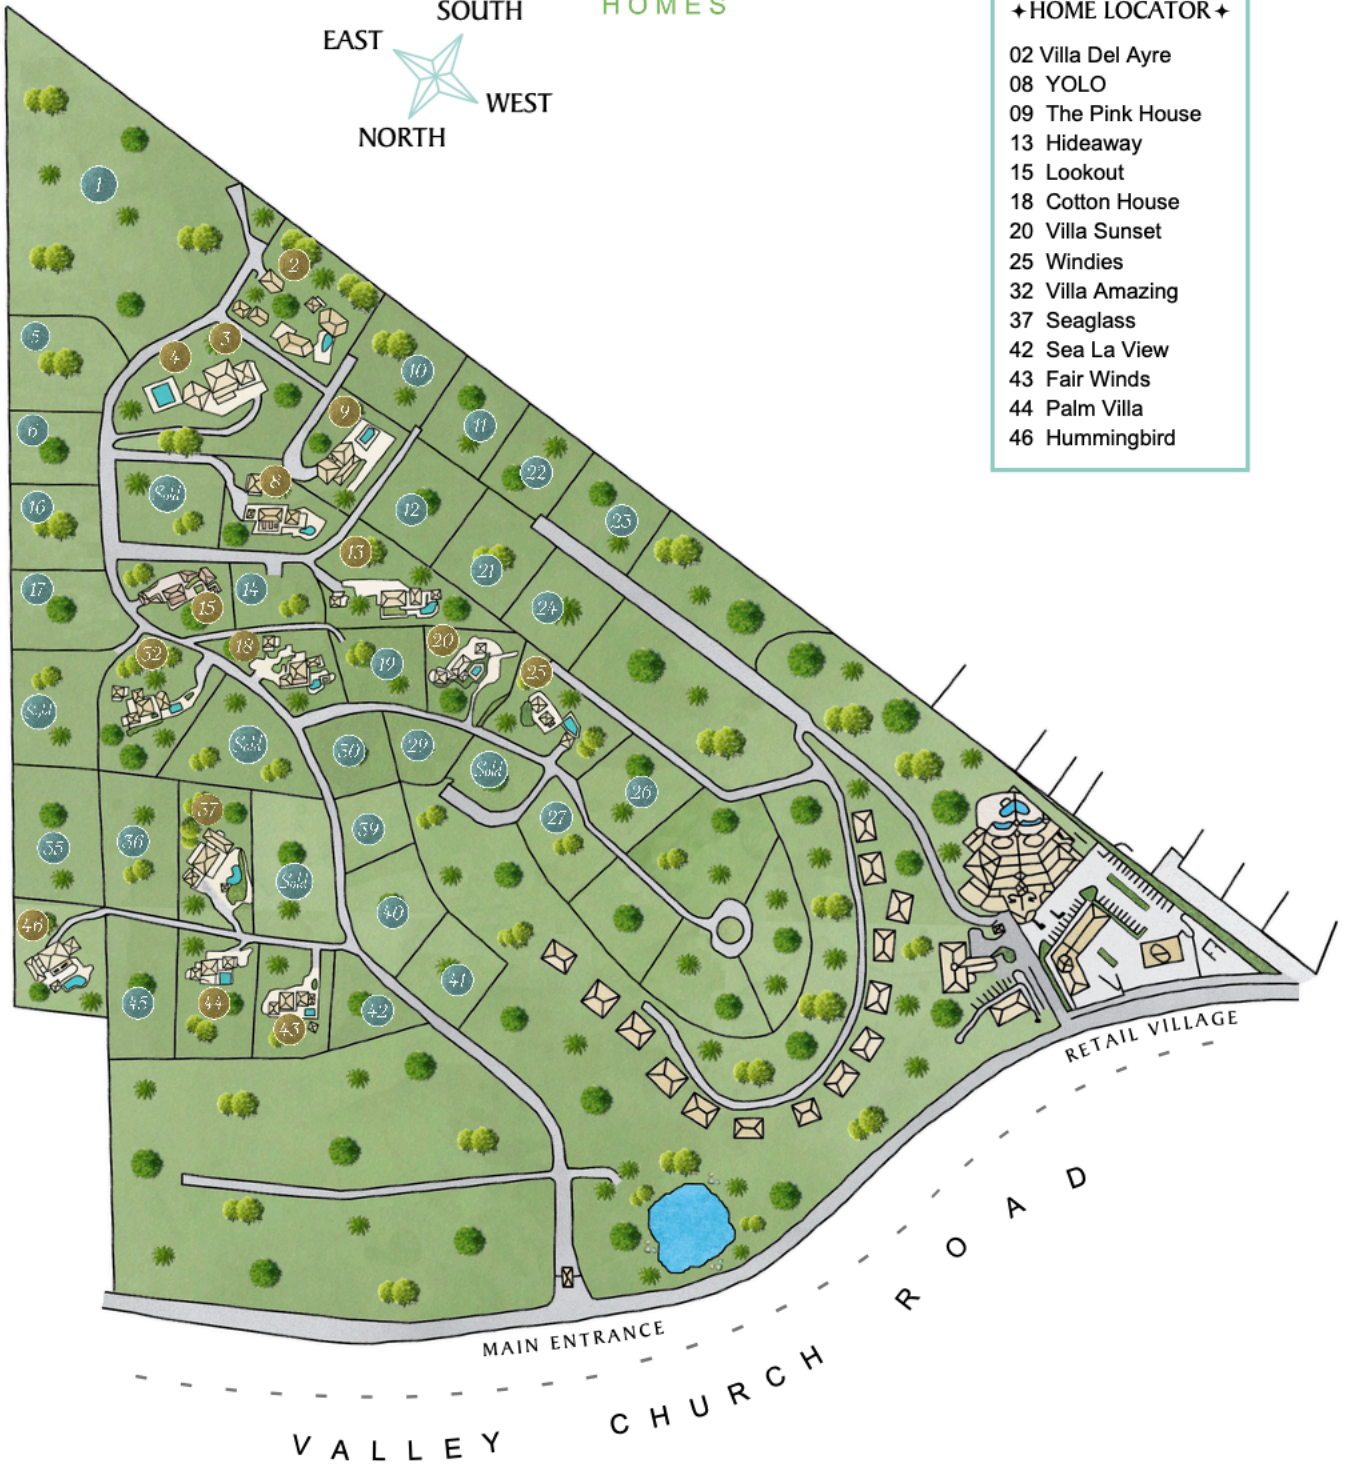 HOMES
SOUTH
EAST
WEST
NORTH
✦HOME LOCATOR✦
02 Villa Del Ayre
08 YOLO
09 The Pink House
13 Hideaway
15 Lookout
18 Cotton House
20 Villa Sunset
25 Windies
32 Villa Amazing
37 Seaglass
42 Sea La View
43 Fair Winds
44 Palm Villa
46 Hummingbird
1
2
3
4
5
10
9
6
11
8
22
Sold
16
12
23
13
21
17
14
15
24
18
20
32
19
25
Sold
Sold
30
29
Sold
26
37
27
39
36
35
Sold
40
46
41
45
44
42
43
RETAIL VILLAGE
MAIN ENTRANCE
VALLEY CHURCH ROAD